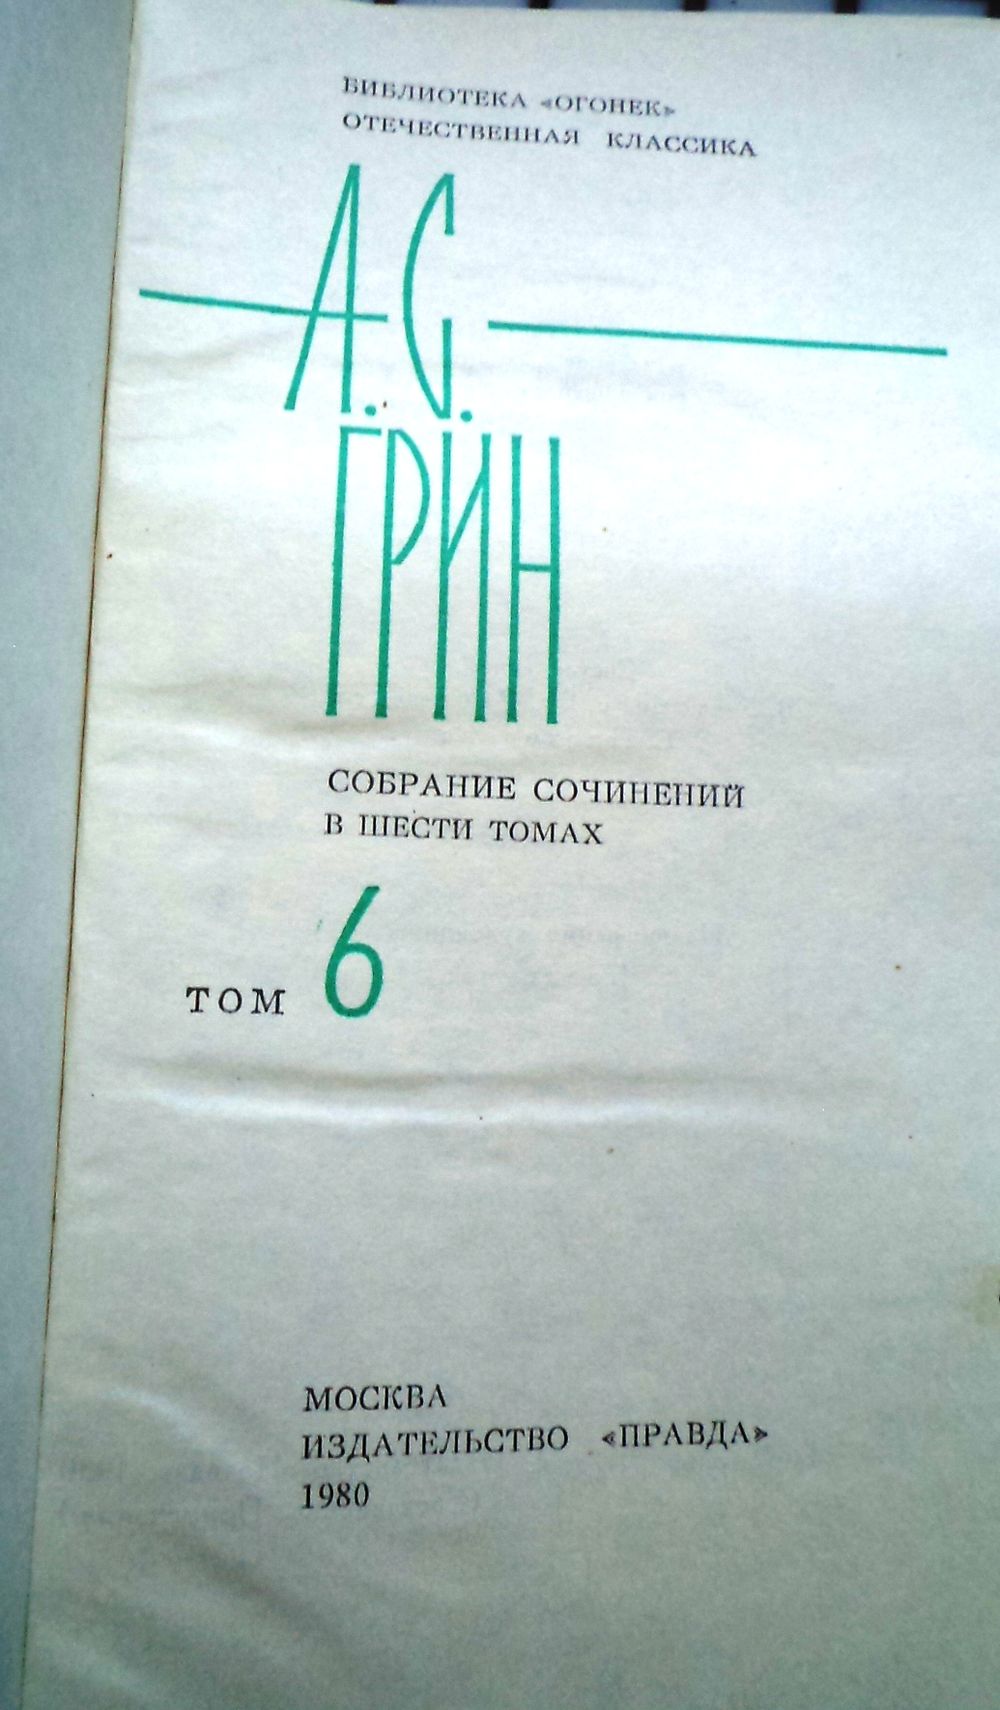 БИБЛИОТЕКА «ОГОНЕК»
ОТЕЧЕСТВЕННАЯ КЛАССИКА
А. С.
ГРИН
СОБРАНИЕ СОЧИНЕНИЙ
В ШЕСТИ ТОМАХ
ТОМ 6
МОСКВА
ИЗДАТЕЛЬСТВО «ПРАВДА»
1980